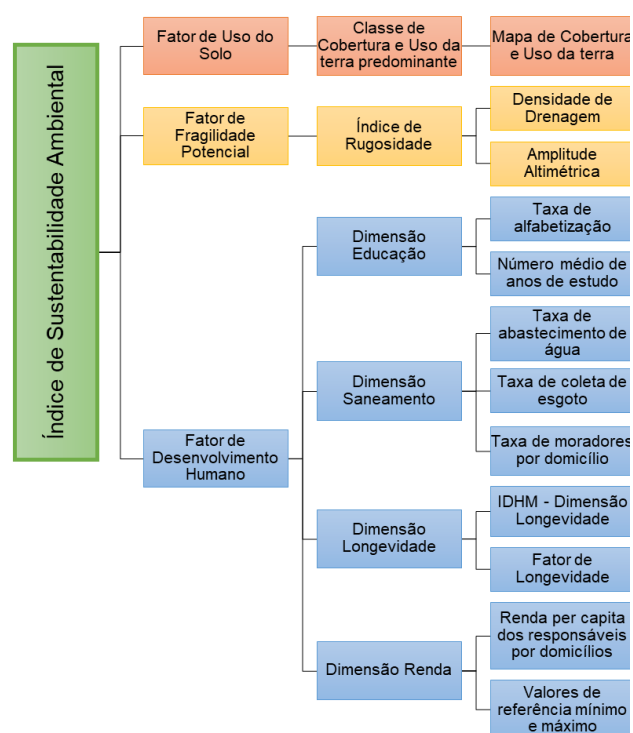 Índice de Sustentabilidade Ambiental
Fator de Uso do
Solo
Classe de
Cobertura e Uso da
terra predominante
Mapa de Cobertura
e Uso da terra
Fator de
Fragilidade
Potencial
Índice de
Rugosidade
Densidade de
Drenagem
Amplitude
Altimétrica
Fator de
Desenvolvimento
Humano
Dimensão
Educação
Taxa de
alfabetização
Número médio de
anos de estudo
Dimensão
Saneamento
Taxa de
abastecimento de
água
Taxa de coleta de
esgoto
Taxa de moradores
por domicílio
Dimensão
Longevidade
IDHM - Dimensão
Longevidade
Fator de
Longevidade
Dimensão Renda
Renda per capita
dos responsáveis
por domicílios
Valores de
referência mínimo
e máximo